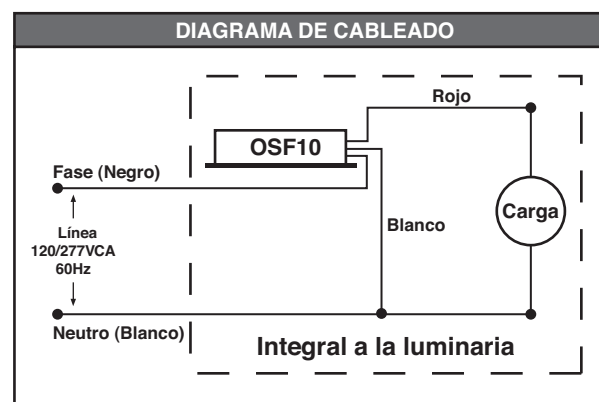 DIAGRAMA DE CABLEADO
Rojo
OSF10
Fase (Negro)
Carga
Blanco
Línea
120/277VCA
60Hz
Neutro (Blanco)
Integral a la luminaria